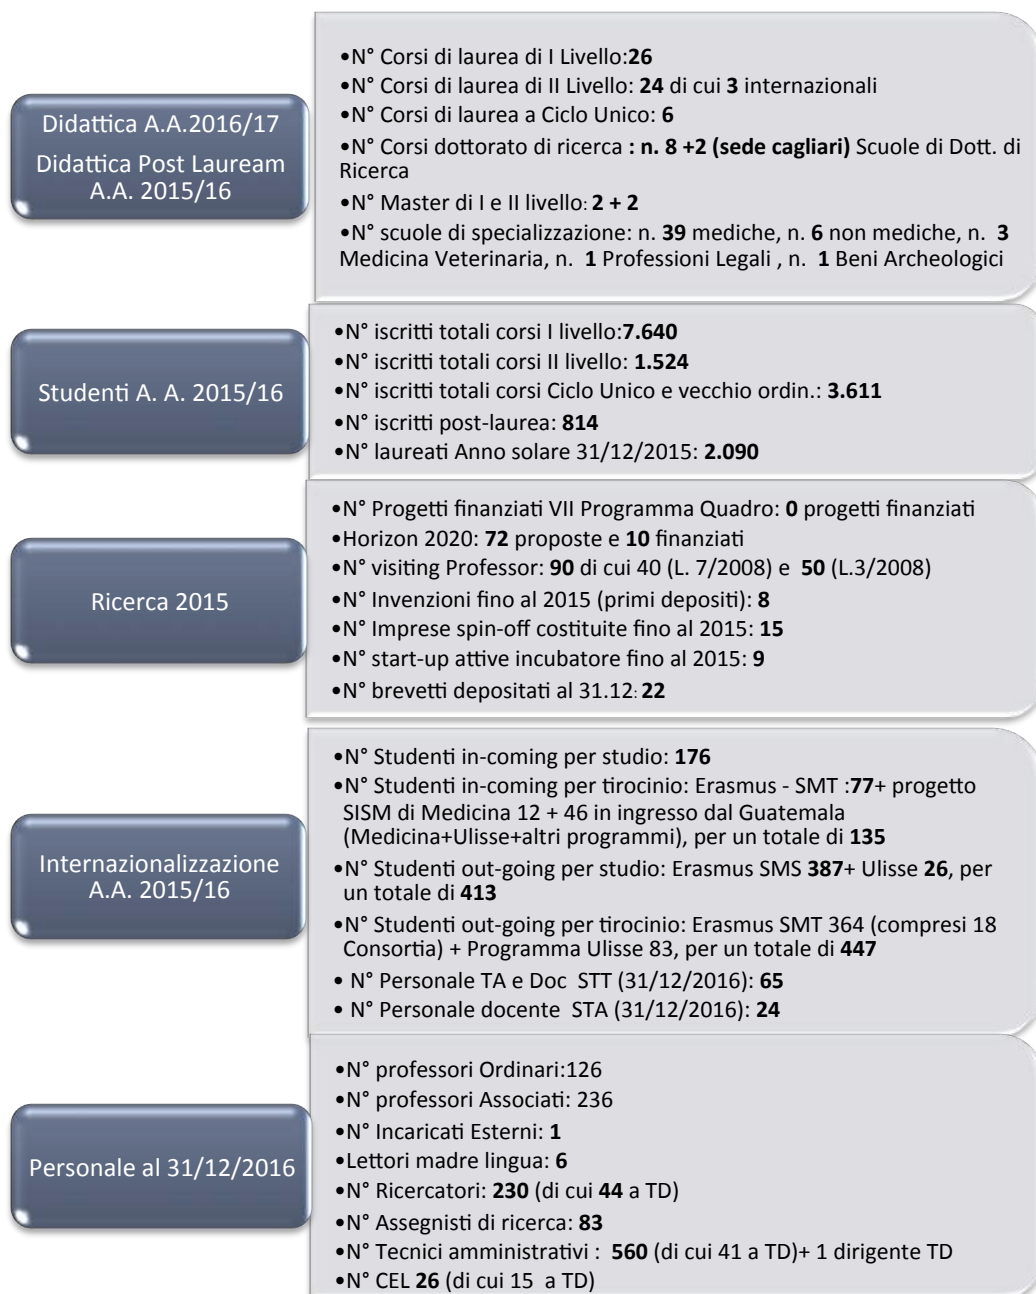 Didattica A.A.2016/17
Didattica Post Lauream
A.A. 2015/16
•N° Corsi di laurea di I Livello:26
•N° Corsi di laurea di II Livello: 24 di cui 3 internazionali
•N° Corsi di laurea a Ciclo Unico: 6
•N° Corsi dottorato di ricerca : n. 8 +2 (sede cagliari) Scuole di Dott. di
Ricerca
•N° Master di I e II livello: 2 + 2
•N° scuole di specializzazione: n. 39 mediche, n. 6 non mediche, n. 3
Medicina Veterinaria, n. 1 Professioni Legali , n. 1 Beni Archeologici
Studenti A. A. 2015/16
•N° iscritti totali corsi I livello:7.640
•N° iscritti totali corsi II livello: 1.524
•N° iscritti totali corsi Ciclo Unico e vecchio ordin.: 3.611
•N° iscritti post-laurea: 814
•N° laureati Anno solare 31/12/2015: 2.090
Ricerca 2015
•N° Progetti finanziati VII Programma Quadro: 0 progetti finanziati
•Horizon 2020: 72 proposte e 10 finanziati
•N° visiting Professor: 90 di cui 40 (L. 7/2008) e 50 (L.3/2008)
•N° Invenzioni fino al 2015 (primi depositi): 8
•N° Imprese spin-off costituite fino al 2015: 15
•N° start-up attive incubatore fino al 2015: 9
•N° brevetti depositati al 31.12: 22
Internazionalizzazione
A.A. 2015/16
•N° Studenti in-coming per studio: 176
•N° Studenti in-coming per tirocinio: Erasmus - SMT :77+ progetto
SISM di Medicina 12 + 46 in ingresso dal Guatemala
(Medicina+Ulisse+altri programmi), per un totale di 135
•N° Studenti out-going per studio: Erasmus SMS 387+ Ulisse 26, per
un totale di 413
•N° Studenti out-going per tirocinio: Erasmus SMT 364 (compresi 18
Consortia) + Programma Ulisse 83, per un totale di 447
• N° Personale TA e Doc STT (31/12/2016): 65
• N° Personale docente STA (31/12/2016): 24
Personale al 31/12/2016
•N° professori Ordinari:126
•N° professori Associati: 236
•N° Incaricati Esterni: 1
•Lettori madre lingua: 6
•N° Ricercatori: 230 (di cui 44 a TD)
•N° Assegnisti di ricerca: 83
•N° Tecnici amministrativi : 560 (di cui 41 a TD)+ 1 dirigente TD
•N° CEL 26 (di cui 15 a TD)